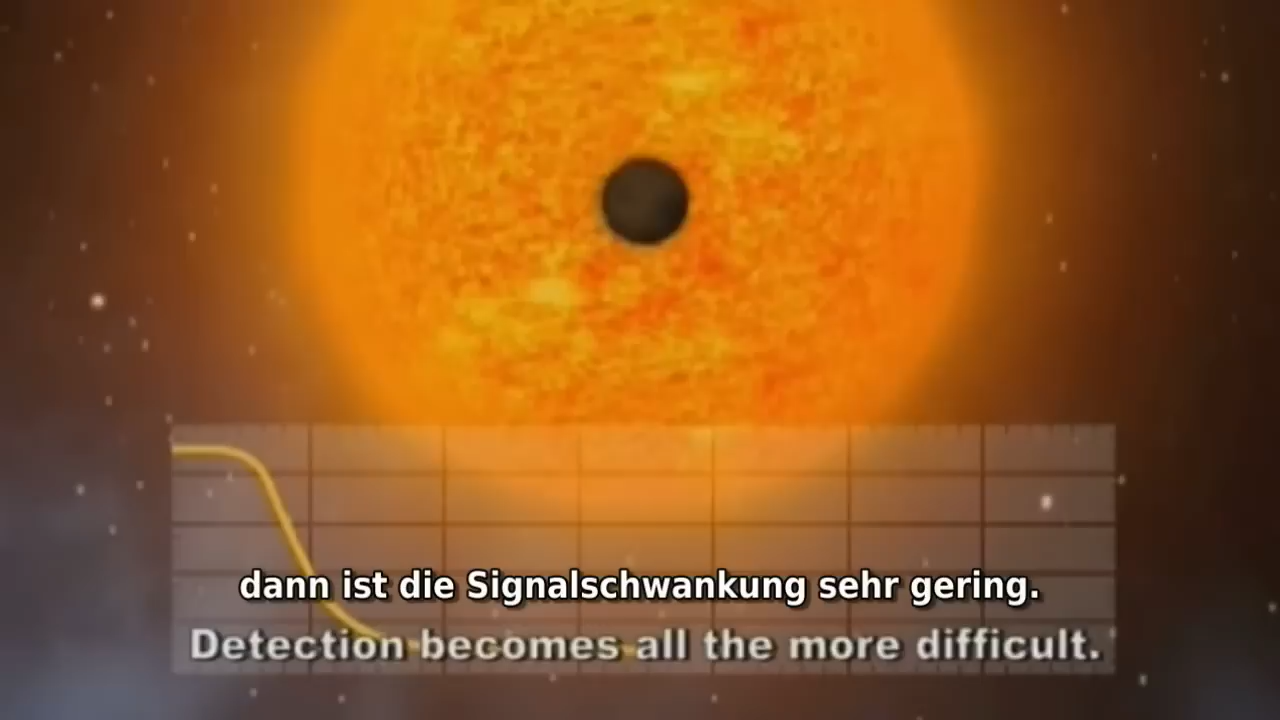 dann ist die Signalschwankung sehr gering.
Detection becomes all the more difficult.